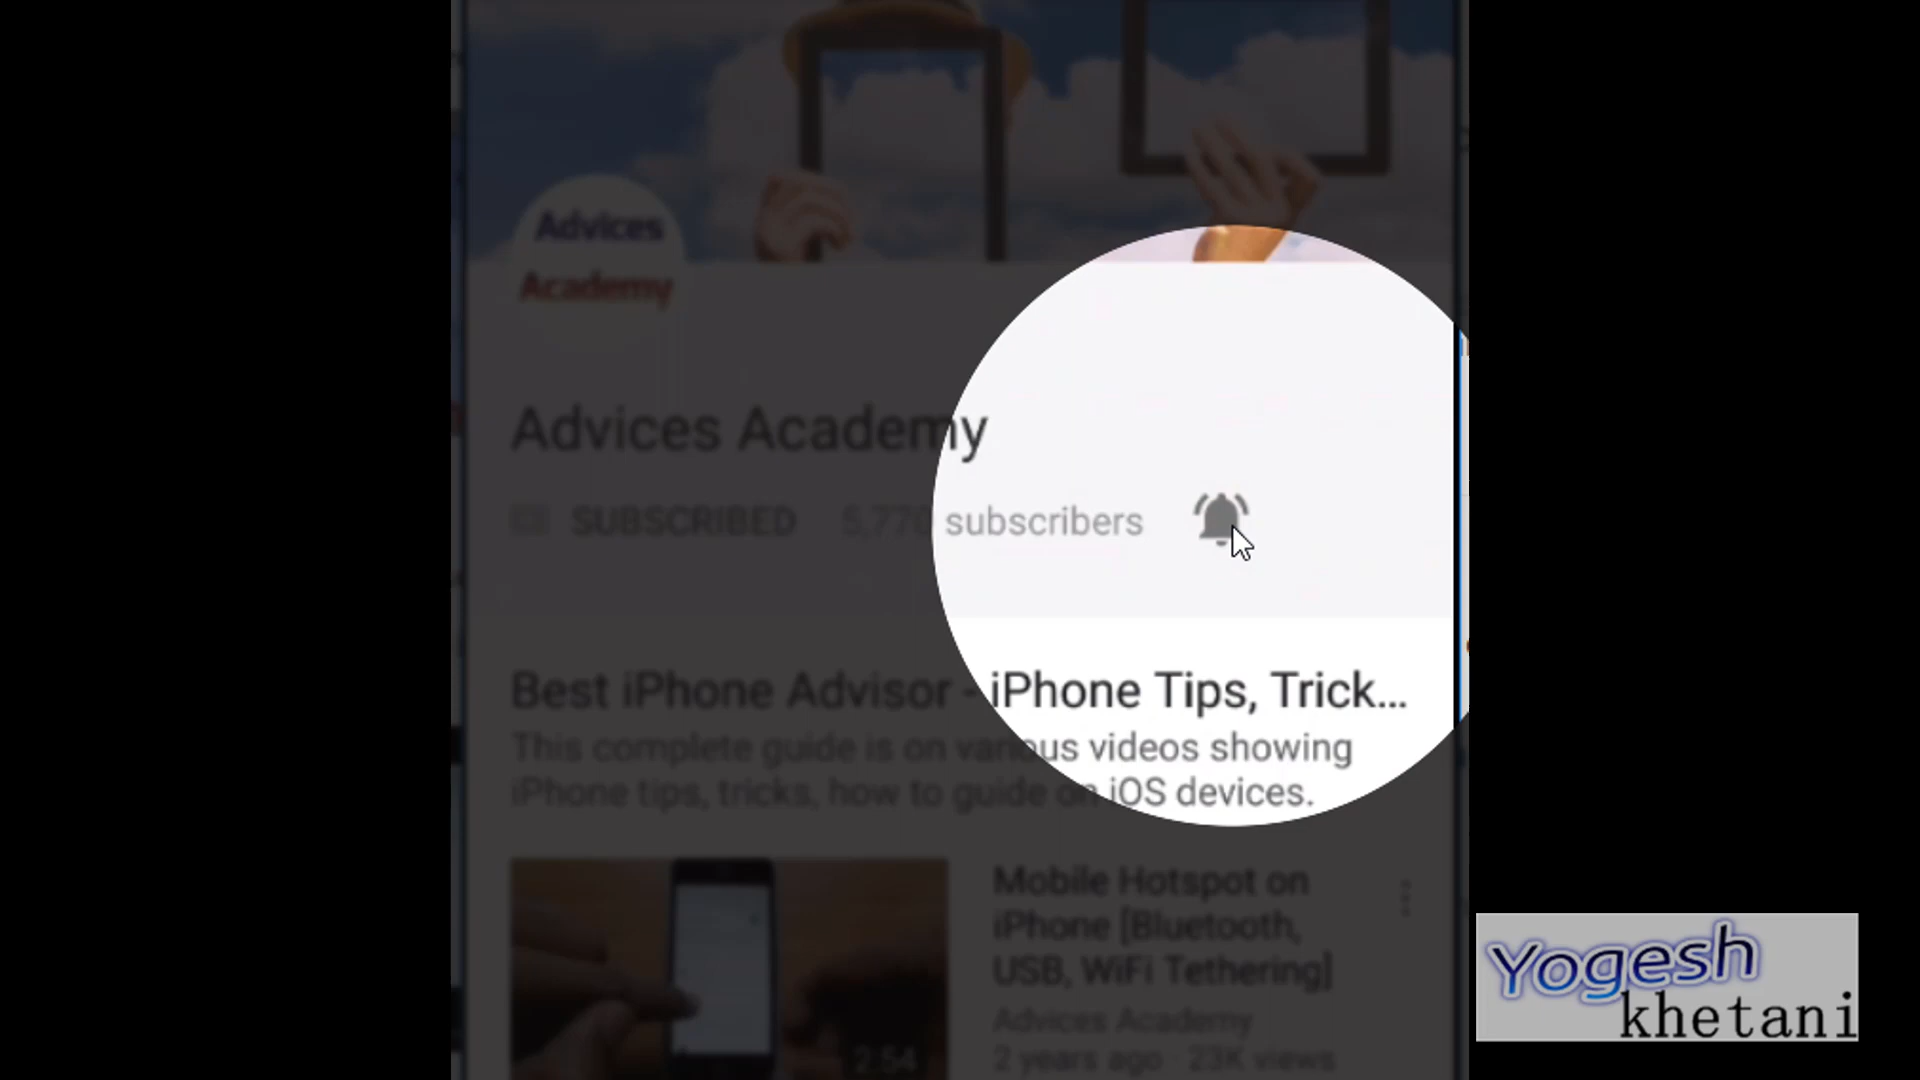 Advices
Academy
Advices Academy
SUBSCRIBED 5,770 subscribers
Best iPhone Advisor - iPhone Tips, Trick...
This complete guide is on various videos showing
iPhone tips, tricks, how to guide on iOS devices.
Mobile Hotspot on
iPhone [Bluetooth,
USB, WiFi Tethering]
Advices Academy
2 years ago · 23K views
2:54
Yogesh
khetani